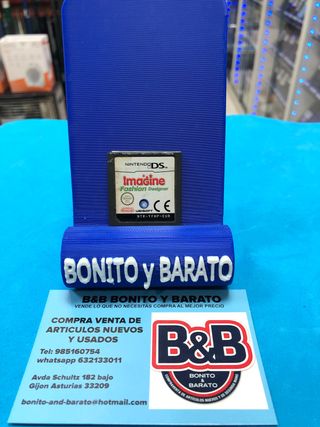 NINTENDO DS
Imagine
Fashion Designer
UBISOFT
BONITO y BARATO
B&B BONITO Y BARATO
VENDE LO QUE NO NECESITAS COMPRA AL MEJOR PRECIO
COMPRA VENTA DE
ARTICULOS NUEVOS
Y USADOS
Tel: 985160754
whatsapp 632133011
Avda Schultz 182 bajo
Gijon Asturias 33209
bonito-and-barato@hotmail.com
B&B
BONITO
&
BARATO